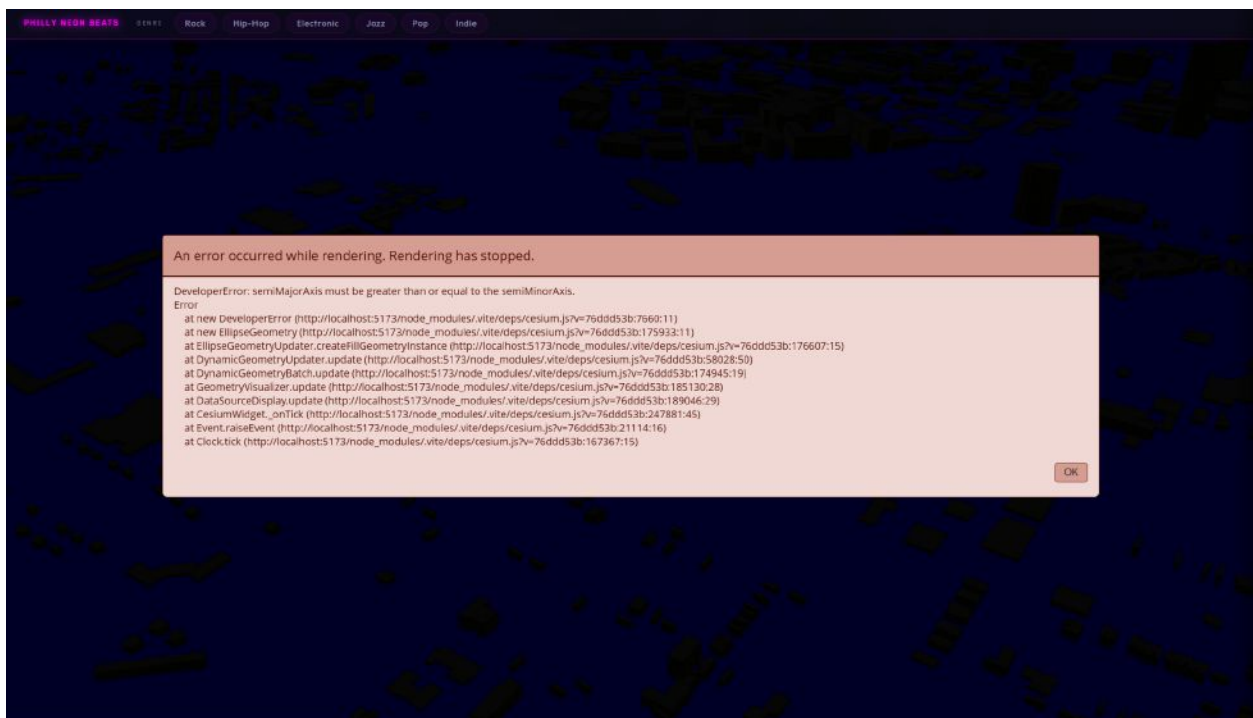 PHILLY NEON BEATS GENRE Rock Hip-Hop Electronic Jazz Pop Indie
An error occurred while rendering. Rendering has stopped.
DeveloperError: semiMajorAxis must be greater than or equal to the semiMinorAxis.
Error
at new DeveloperError (http://localhost:5173/node_modules/.vite/deps/cesium.js?v=76ddd53b:7660:11)
at new EllipseGeometry (http://localhost:5173/node_modules/.vite/deps/cesium.js?v=76ddd53b:175933:11)
at EllipseGeometryUpdater.createFillGeometryInstance (http://localhost:5173/node_modules/.vite/deps/cesium.js?v=76ddd53b:176607:15)
at DynamicGeometryUpdater.update (http://localhost:5173/node_modules/.vite/deps/cesium.js?v=76ddd53b:58028:50)
at DynamicGeometryBatch.update (http://localhost:5173/node_modules/.vite/deps/cesium.js?v=76ddd53b:174945:19)
at GeometryVisualizer.update (http://localhost:5173/node_modules/.vite/deps/cesium.js?v=76ddd53b:185130:28)
at DataSourceDisplay.update (http://localhost:5173/node_modules/.vite/deps/cesium.js?v=76ddd53b:189046:29)
at CesiumWidget._onTick (http://localhost:5173/node_modules/.vite/deps/cesium.js?v=76ddd53b:247881:45)
at Event.raiseEvent (http://localhost:5173/node_modules/.vite/deps/cesium.js?v=76ddd53b:21114:16)
at Clock.tick (http://localhost:5173/node_modules/.vite/deps/cesium.js?v=76ddd53b:167367:15)
OK